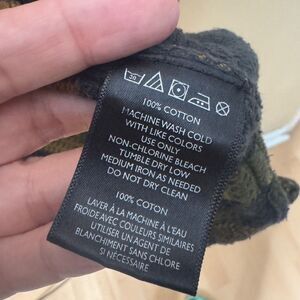 100% COTTON
MACHINE WASH COLD
WITH LIKE COLORS
USE ONLY
NON-CHLORINE BLEACH
TUMBLE DRY LOW
MEDIUM IRON AS NEEDED
DO NOT DRY CLEAN
100% COTTON
LAVER À LA MACHINE À L'EAU
FROIDE AVEC COULEURS SIMILAIRES
UTILISER UN AGENT DE
BLANCHIMENT SANS CHLORE
SI NÉCESSAIRE